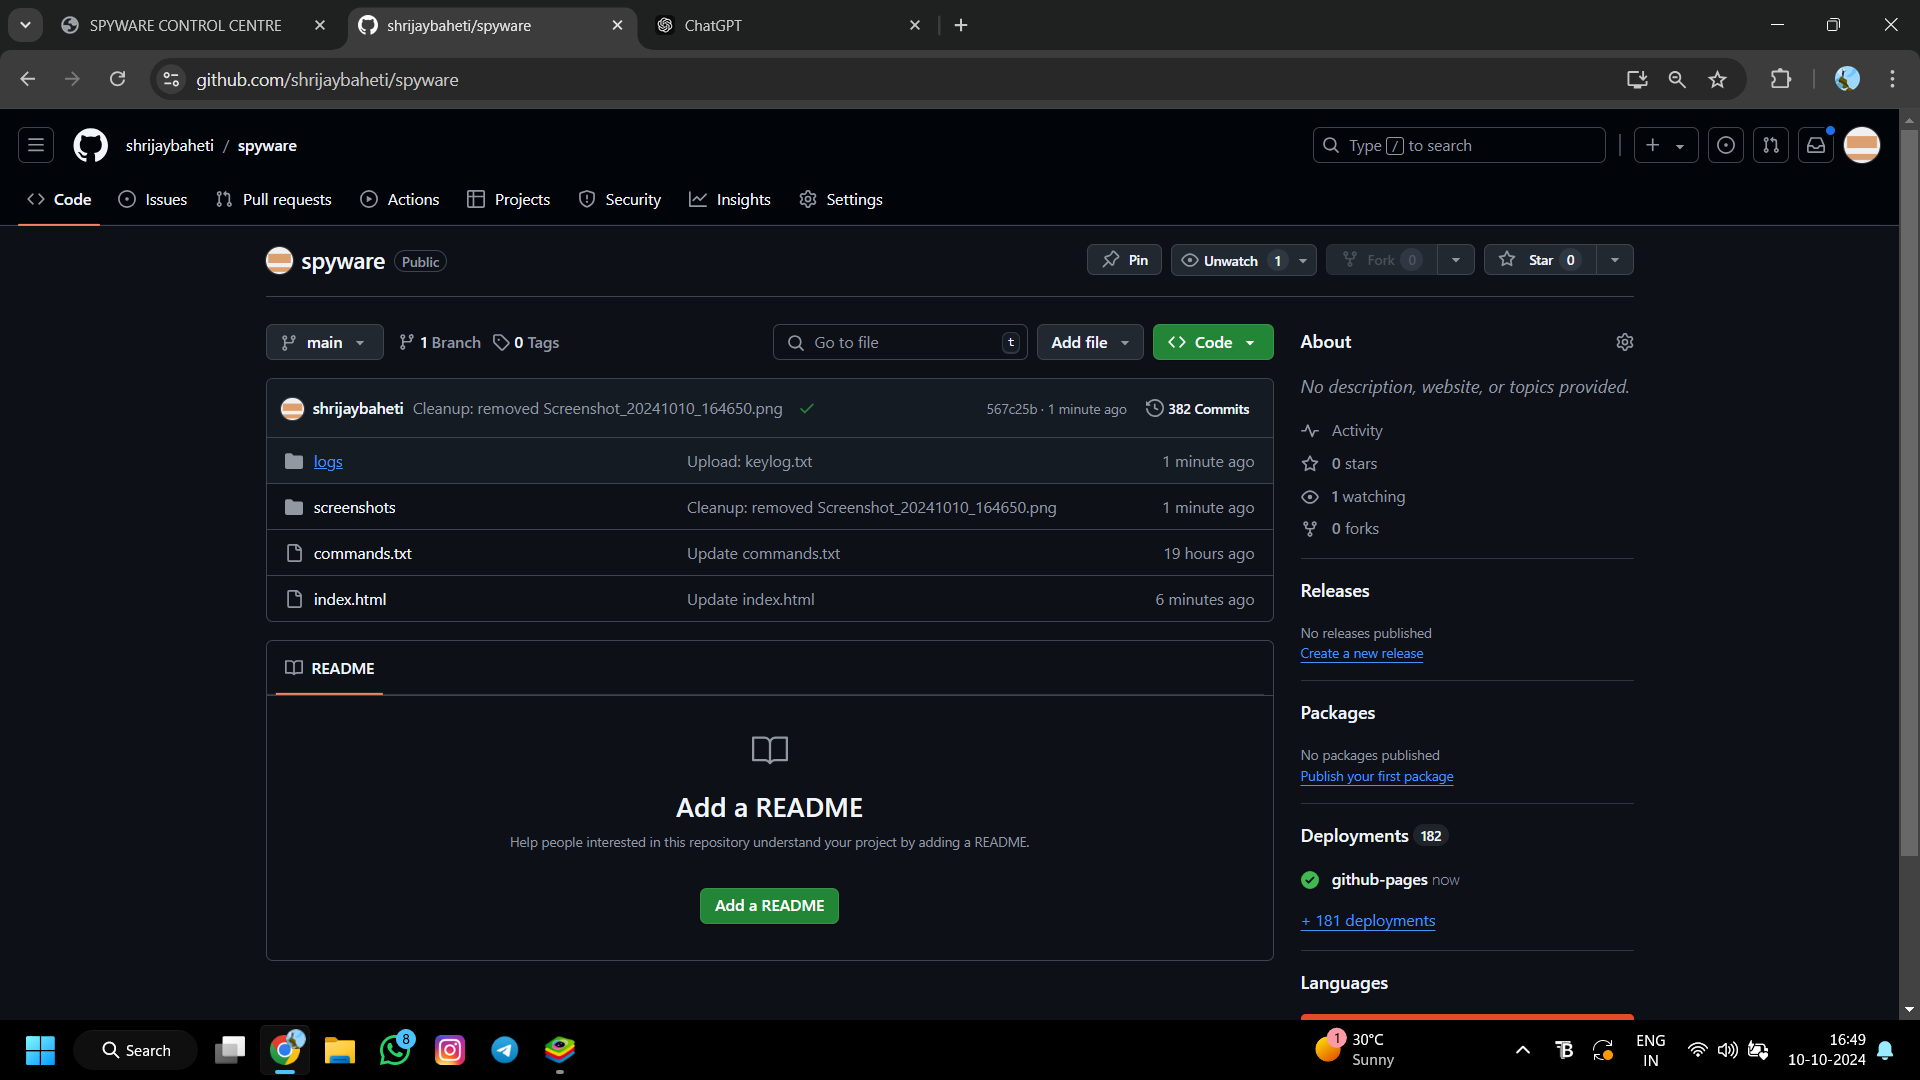 SPYWARE CONTROL CENTRE
shrijaybaheti/spyware
ChatGPT
github.com/shrijaybaheti/spyware
shrijaybaheti / spyware
Type / to search
Code
Issues
Pull requests
Actions
Projects
Security
Insights
Settings
spyware Public
Pin
Unwatch 1
Fork 0
Star 0
main
1 Branch
0 Tags
Go to file t
Add file
Code
shrijaybaheti Cleanup: removed Screenshot_20241010_164650.png
567c25b · 1 minute ago
382 Commits
logs Upload: keylog.txt 1 minute ago
screenshots Cleanup: removed Screenshot_20241010_164650.png 1 minute ago
commands.txt Update commands.txt 19 hours ago
index.html Update index.html 6 minutes ago
README
Add a README
Help people interested in this repository understand your project by adding a README.
Add a README
About
No description, website, or topics provided.
Activity
0 stars
1 watching
0 forks
Releases
No releases published
Create a new release
Packages
No packages published
Publish your first package
Deployments 182
github-pages now
+ 181 deployments
Languages
Search
8
1
30°C
Sunny
ENG
IN
16:49
10-10-2024